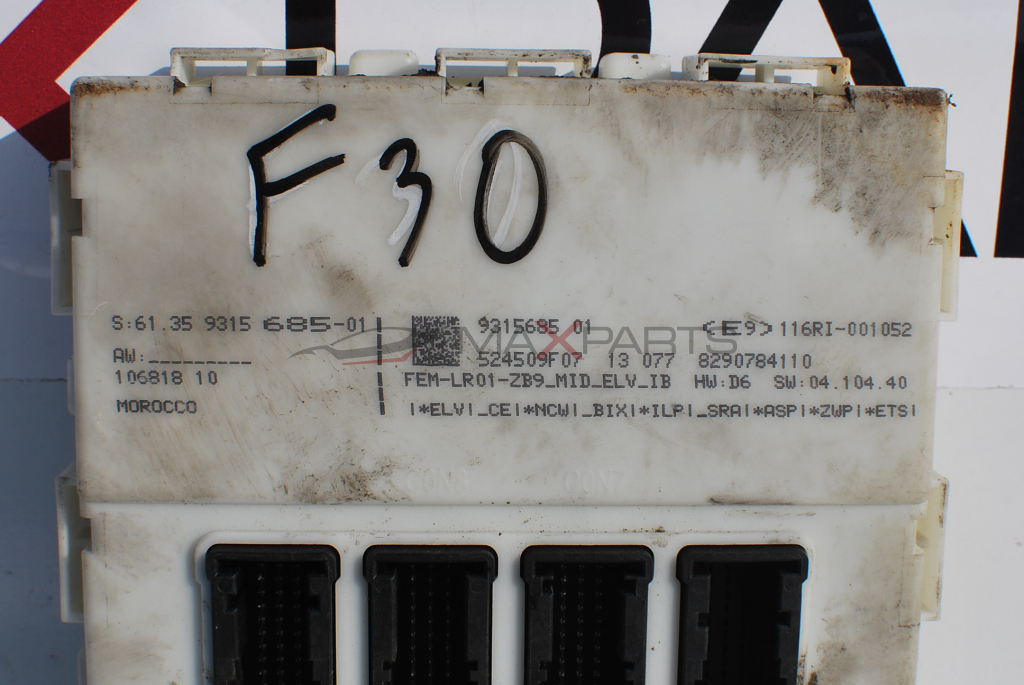 F30
S:61.35 9315 685-01
9315685 01
<E9> 116RI-001052
MAXPARTS
AW:_________
524509F07 13 077 8290784110
106818 10
FEM-LR01-ZB9_MID_ELV_IB HW:D6 SW:04.104.40
MOROCCO
|*ELV|_CE|*NCW|_BIX|*ILP|_SRA|*ASP|*ZWP|*ETS|
CON7